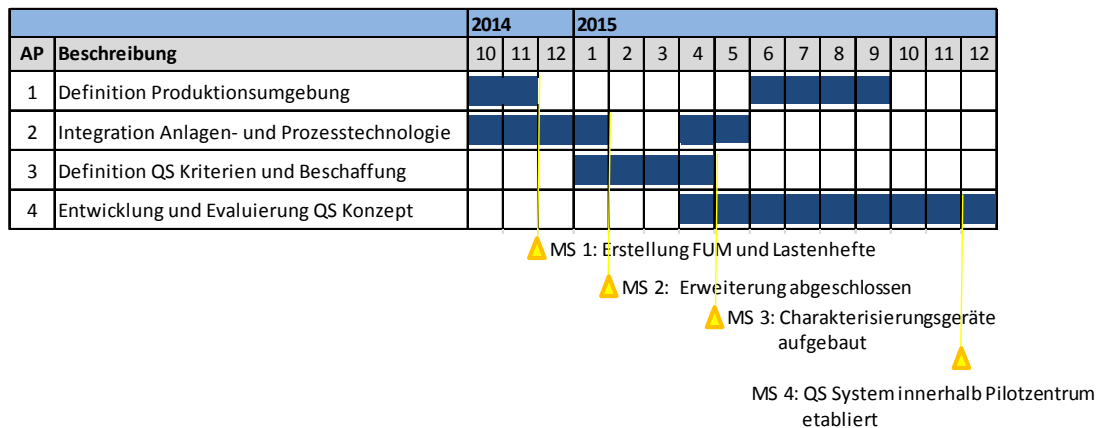 2014 2015
AP Beschreibung 10 11 12 1 2 3 4 5 6 7 8 9 10 11 12
1 Definition Produktionsumgebung
2 Integration Anlagen- und Prozesstechnologie
3 Definition QS Kriterien und Beschaffung
4 Entwicklung und Evaluierung QS Konzept
MS 1: Erstellung FUM und Lastenhefte
MS 2: Erweiterung abgeschlossen
MS 3: Charakterisierungsgeräte
aufgebaut
MS 4: QS System innerhalb Pilotzentrum
etabliert